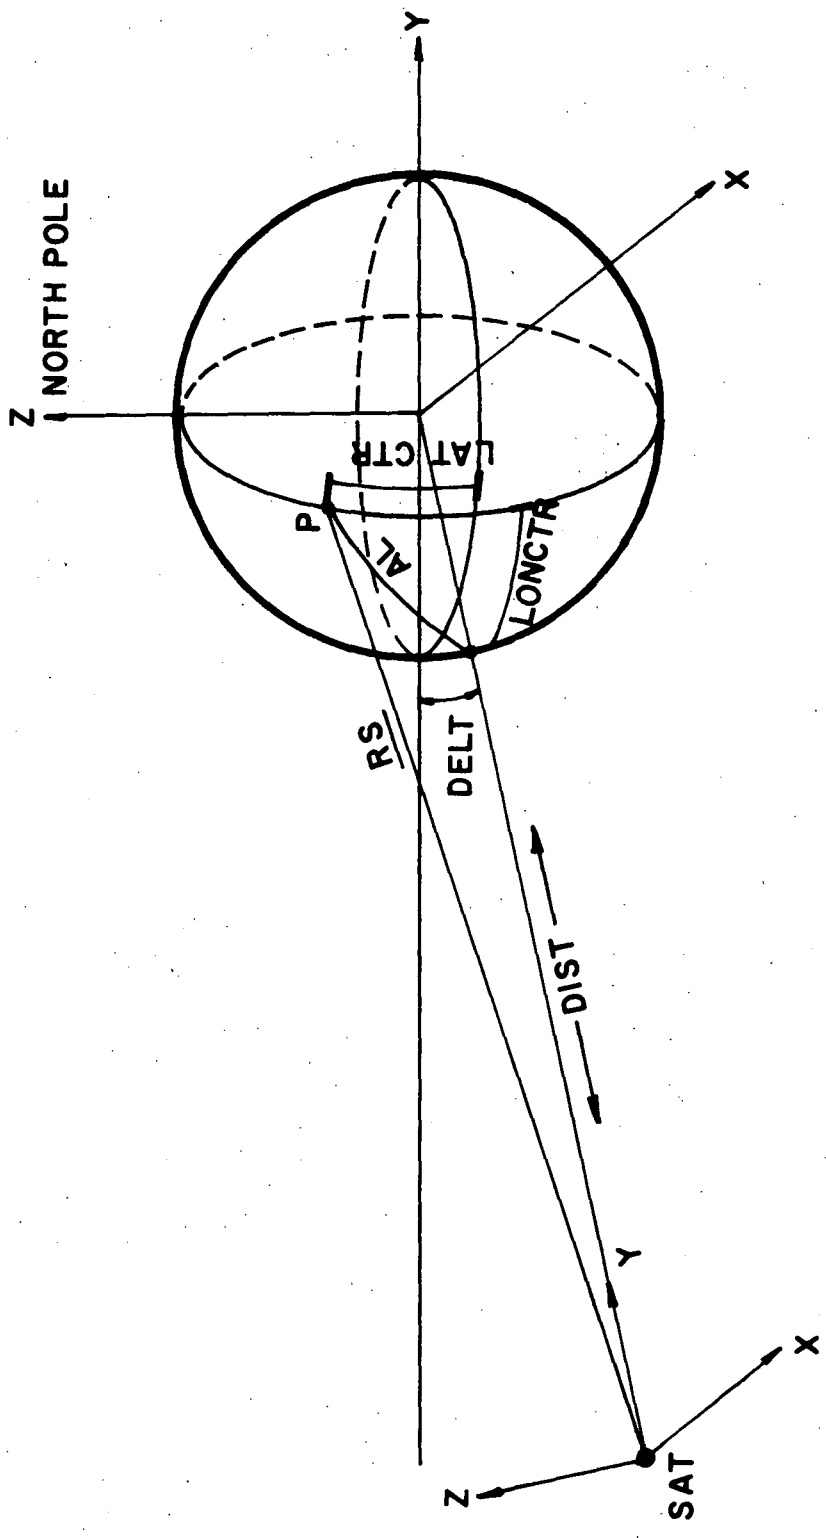 Z
NORTH POLE
Y
X
P
LAT CTR
AL
LONCTR
RS
DELT
DIST
Y
Z
X
SAT